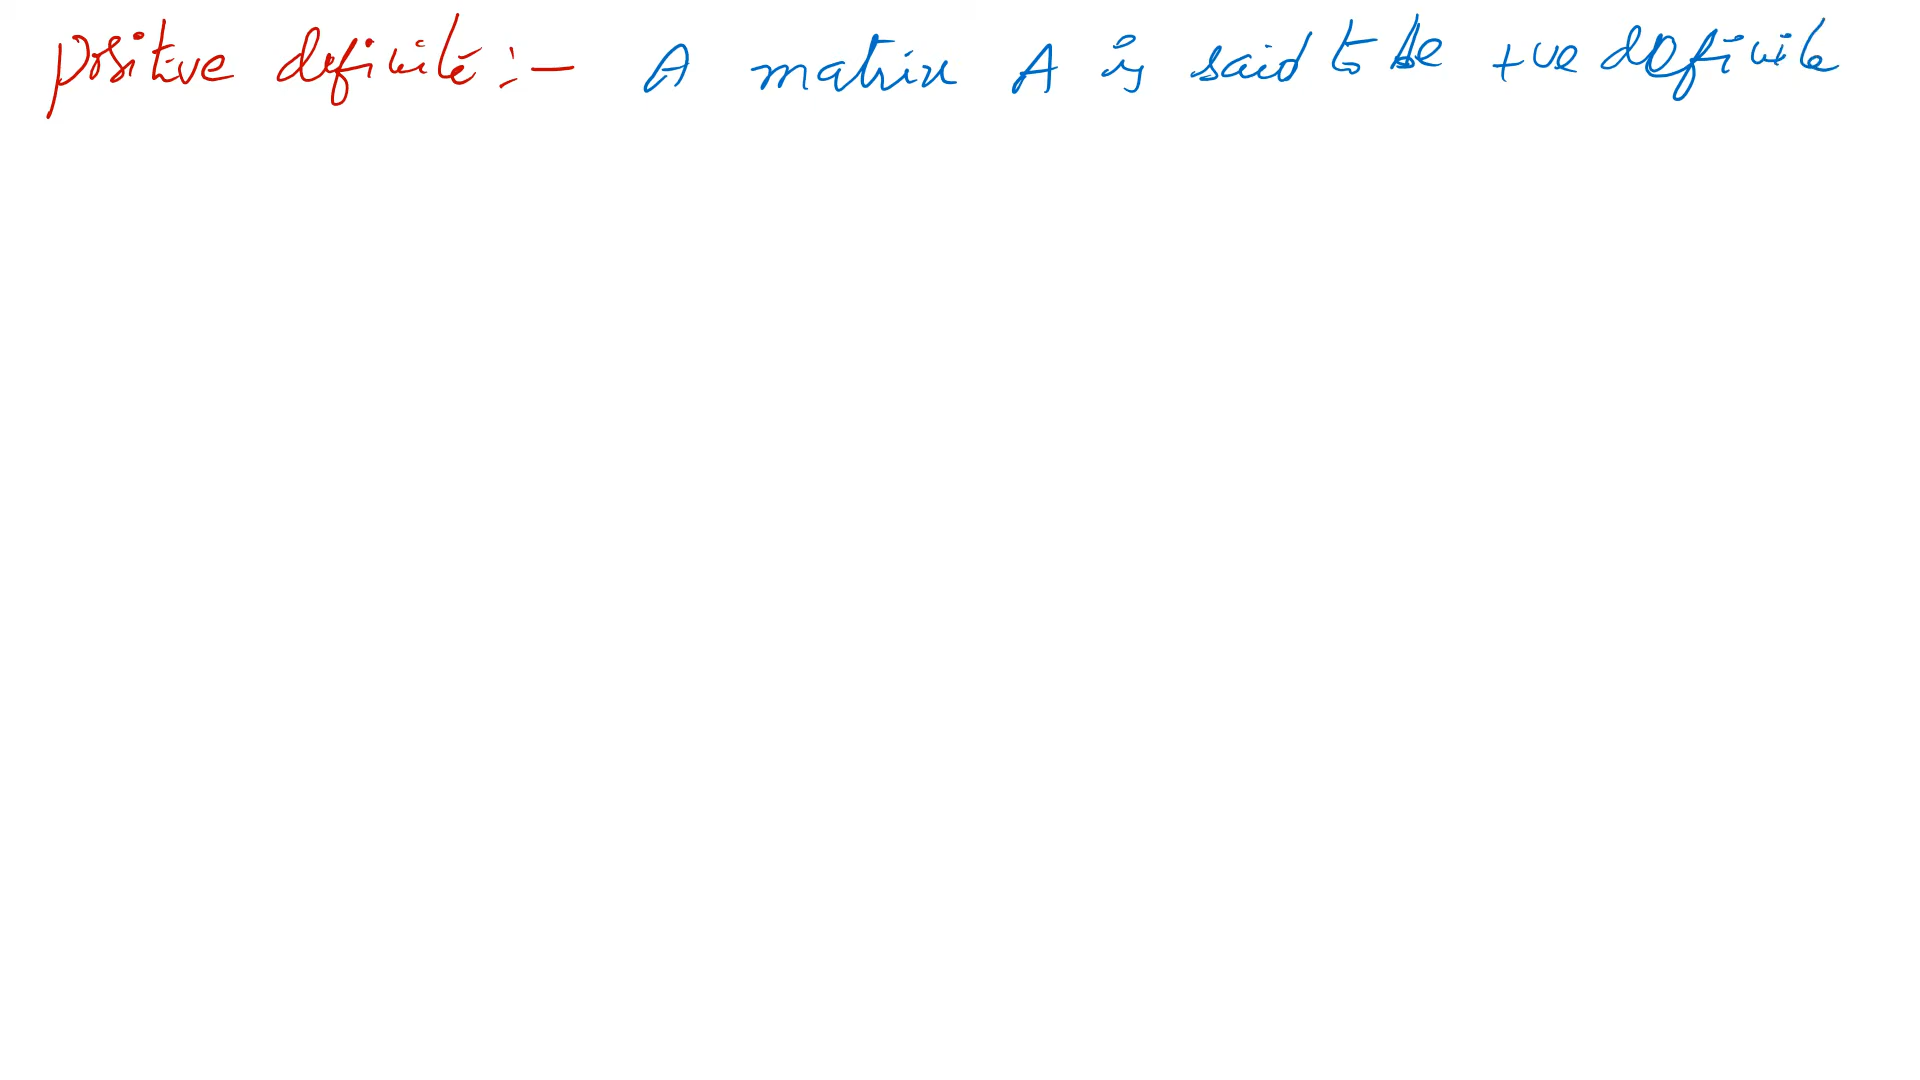 Positive definite :- A matrix A is said to be +ve definite